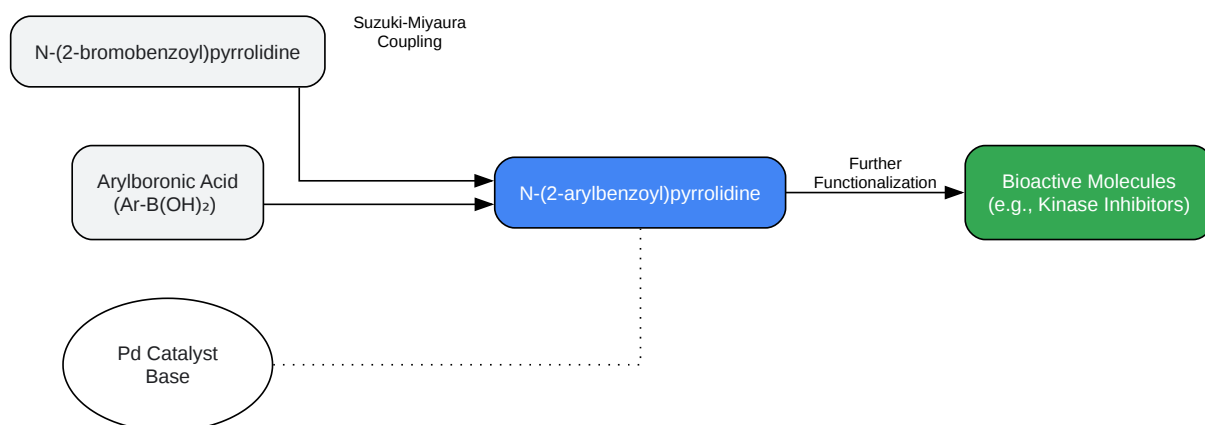 Suzuki-Miyaura
Coupling
N-(2-bromobenzoyl)pyrrolidine
Arylboronic Acid
(Ar-B(OH)₂)
N-(2-arylbenzoyl)pyrrolidine
Further
Functionalization
Bioactive Molecules
(e.g., Kinase Inhibitors)
Pd Catalyst
Base